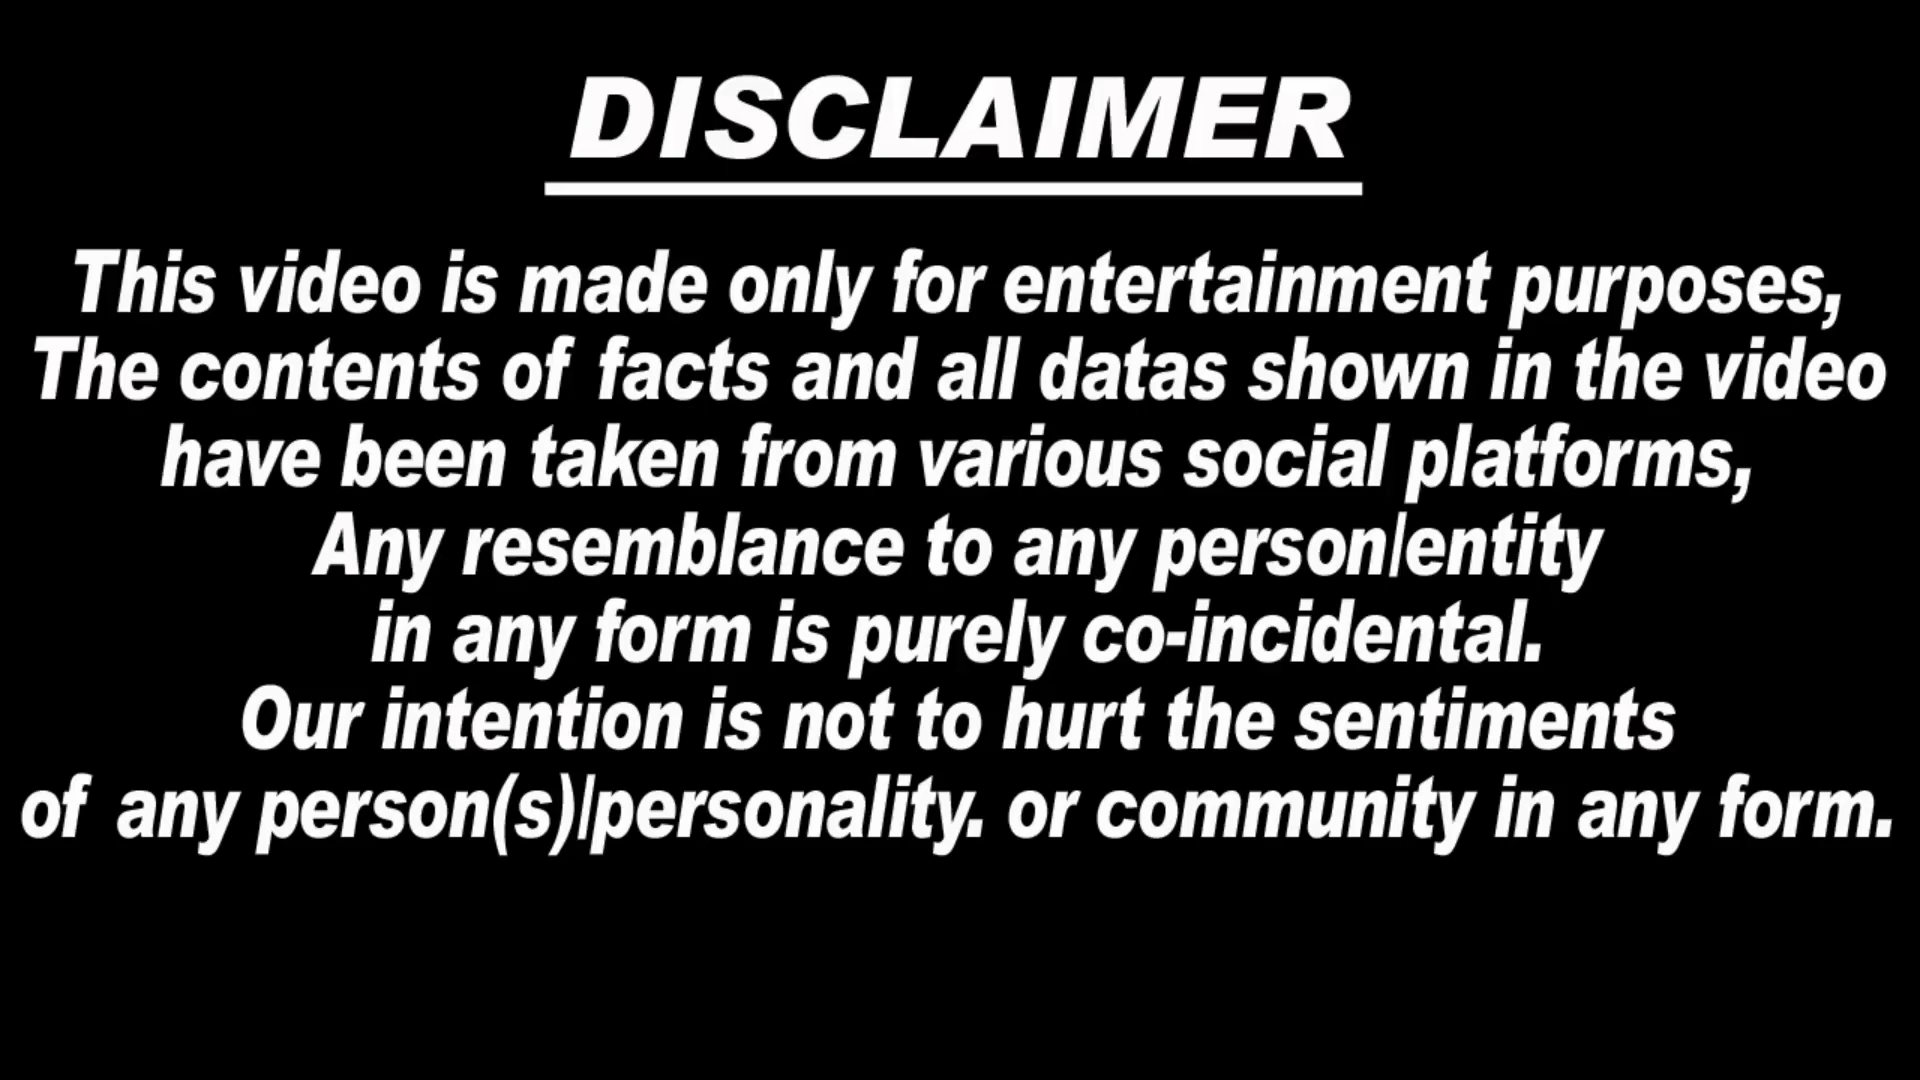 DISCLAIMER
This video is made only for entertainment purposes,
The contents of facts and all datas shown in the video
have been taken from various social platforms,
Any resemblance to any person/entity
in any form is purely co-incidental.
Our intention is not to hurt the sentiments
of any person(s)/personality. or community in any form.